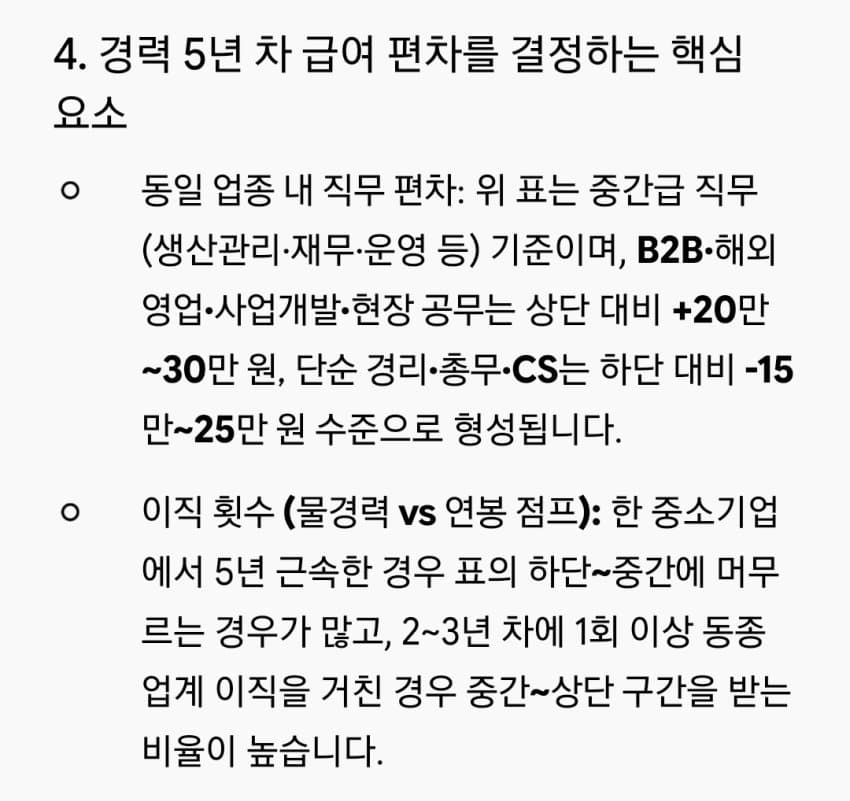 4. 경력 5년 차 급여 편차를 결정하는 핵심
요소
○ 동일 업종 내 직무 편차: 위 표는 중간급 직무
(생산관리·재무·운영 등) 기준이며, B2B·해외
영업·사업개발·현장 공무는 상단 대비 +20만
~30만 원, 단순 경리·총무·CS는 하단 대비 -15
만~25만 원 수준으로 형성됩니다.
○ 이직 횟수 (물경력 vs 연봉 점프): 한 중소기업
에서 5년 근속한 경우 표의 하단~중간에 머무
르는 경우가 많고, 2~3년 차에 1회 이상 동종
업계 이직을 거친 경우 중간~상단 구간을 받는
비율이 높습니다.